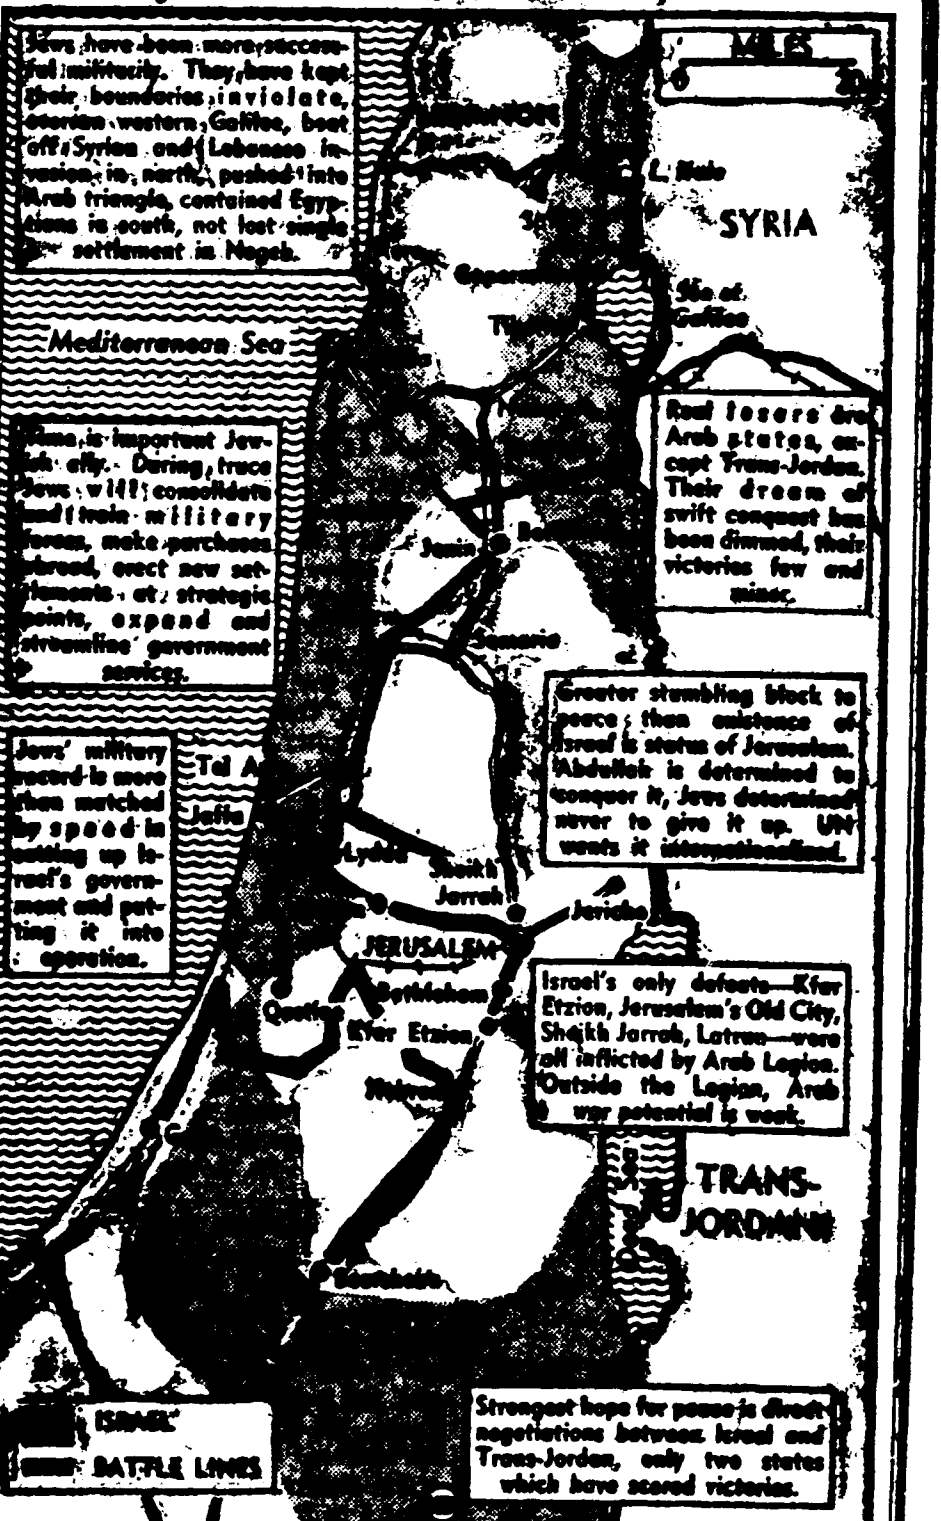 Jews have been more success-
ful militarily. They have kept
their boundaries inviolate,
overrun western Galilee, beat
off Syrian and Lebanese in-
vasion in north, pushed into
Arab triangle, contained Egyp-
tians in south, not lost single
settlement in Negeb.
MILES
0 20
LEBANON
SYRIA
Sea of
Galilee
Mediterranean Sea
Time is important Jew-
ish ally. During truce
Jews will consolidate
and train military
forces, make purchases
abroad, erect new set-
tlements at strategic
points, expand and
streamline government
services.
Real losers are
Arab states, ex-
cept Trans-Jordan.
Their dream of
swift conquest has
been dimmed, their
victories few and
minor.
Jenin
Samaria
Greater stumbling block to
peace than existence of
Israel is status of Jerusalem.
Abdullah is determined to
conquer it, Jews determined
never to give it up. UN
wants it internationalized.
Jews' military
record is more
than matched
by speed in
setting up Is-
rael's govern-
ment and put-
ting it into
operation.
Tel A
Jaffa
Lydda
Sheikh
Jarrah
Jericho
JERUSALEM
Bethlehem
Kfar Etzion
Hebron
Israel's only defeats—Kfar
Etzion, Jerusalem's Old City,
Sheikh Jarrah, Latrun—were
all inflicted by Arab Legion.
Outside the Legion, Arab
war potential is weak.
Dead Sea
TRANS-
JORDAN
Beersheba
ISRAEL
BATTLE LINES
Strongest hope for peace is direct
negotiations between Israel and
Trans-Jordan, only two states
which have scored victories.